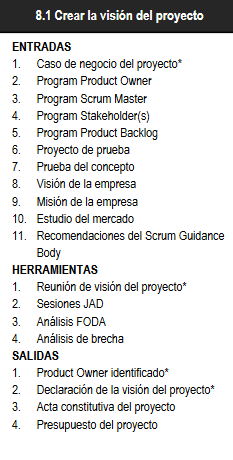 8.1 Crear la visión del proyecto
ENTRADAS
1. Caso de negocio del proyecto*
2. Program Product Owner
3. Program Scrum Master
4. Program Stakeholder(s)
5. Program Product Backlog
6. Proyecto de prueba
7. Prueba del concepto
8. Visión de la empresa
9. Misión de la empresa
10. Estudio del mercado
11. Recomendaciones del Scrum Guidance
Body
HERRAMIENTAS
1. Reunión de visión del proyecto*
2. Sesiones JAD
3. Análisis FODA
4. Análisis de brecha
SALIDAS
1. Product Owner identificado*
2. Declaración de la visión del proyecto*
3. Acta constitutiva del proyecto
4. Presupuesto del proyecto